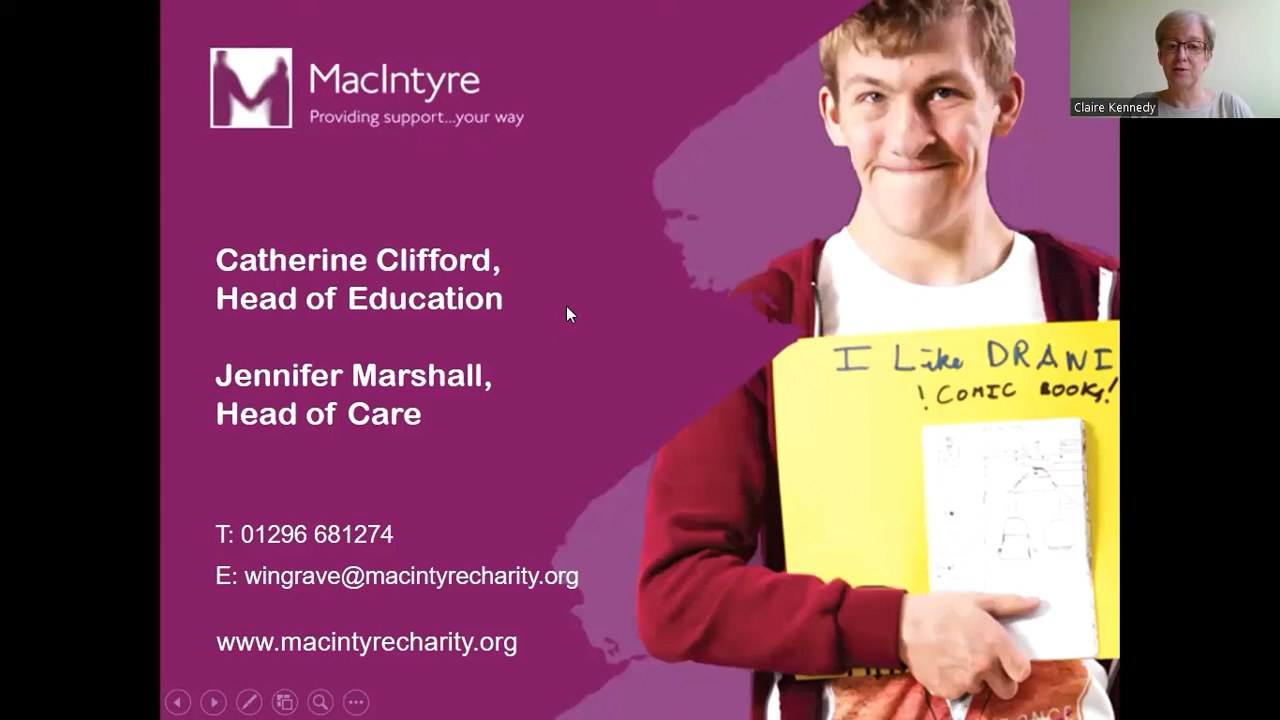 MacIntyre
Providing support...your way
Claire Kennedy
Catherine Clifford,
Head of Education
Jennifer Marshall,
Head of Care
T: 01296 681274
E: wingrave@macintyrecharity.org
www.macintyrecharity.org
I Like DRAWI
! COMIC BOOKS!